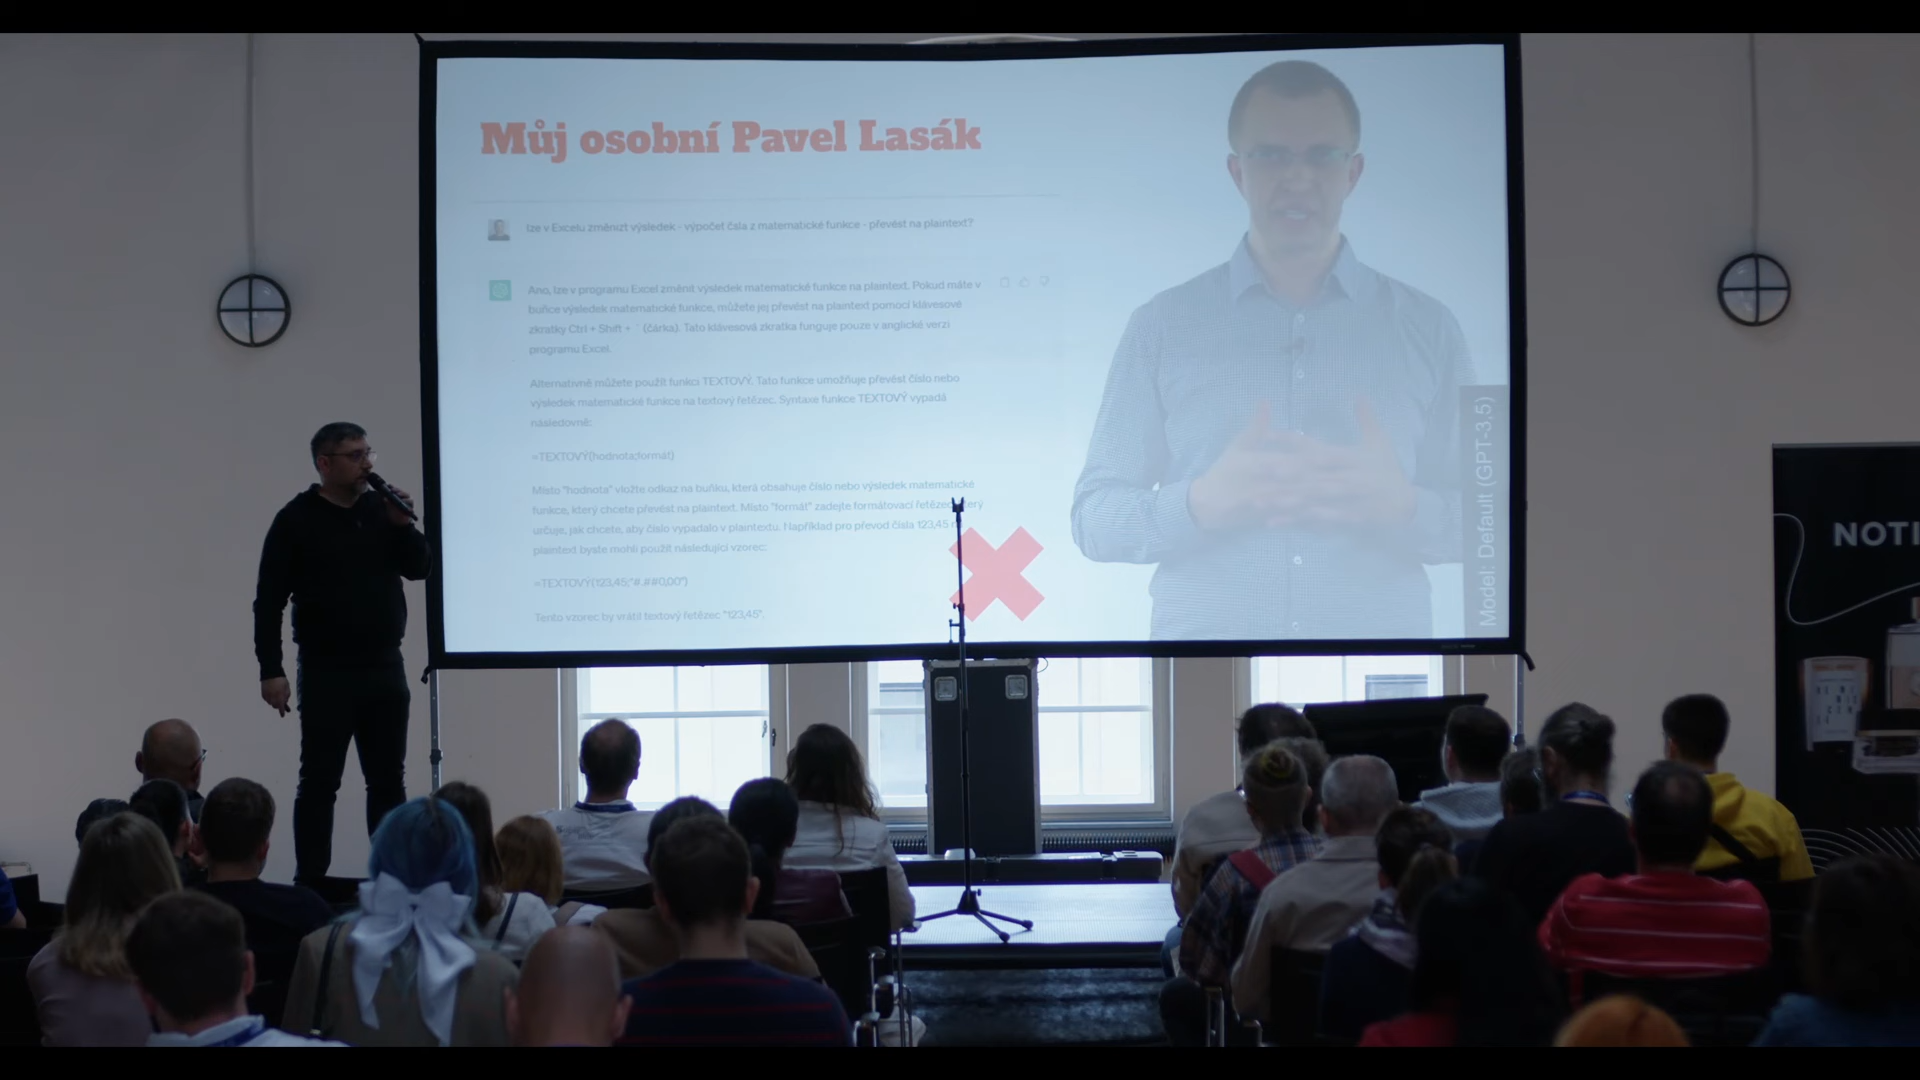 Můj osobní Pavel Lasák
lze v Excelu změnizt výsledek - výpočet čsla z matematické funkce - převést na plaintext?
Ano, lze v programu Excel změnit výsledek matematické funkce na plaintext. Pokud máte v
buňce výsledek matematické funkce, můžete jej převést na plaintext pomocí klávesové
zkratky Ctrl + Shift + ` (čárka). Tato klávesová zkratka funguje pouze v anglické verzi
programu Excel.
Alternativně můžete použít funkci TEXTOVÝ. Tato funkce umožňuje převést číslo nebo
výsledek matematické funkce na textový řetězec. Syntaxe funkce TEXTOVÝ vypadá
následovně:
=TEXTOVÝ(hodnota;formát)
Místo "hodnota" vložte odkaz na buňku, která obsahuje číslo nebo výsledek matematické
funkce, který chcete převést na plaintext. Místo "formát" zadejte formátovací řetězec, který
určuje, jak chcete, aby číslo vypadalo v plaintextu. Například pro převod čísla 123,45
plaintext byste mohli použít následující vzorec:
=TEXTOVÝ(123,45;"#.##0,00")
Tento vzorec by vrátil textový řetězec "123,45".
Model: Default (GPT-3,5)
NOTI